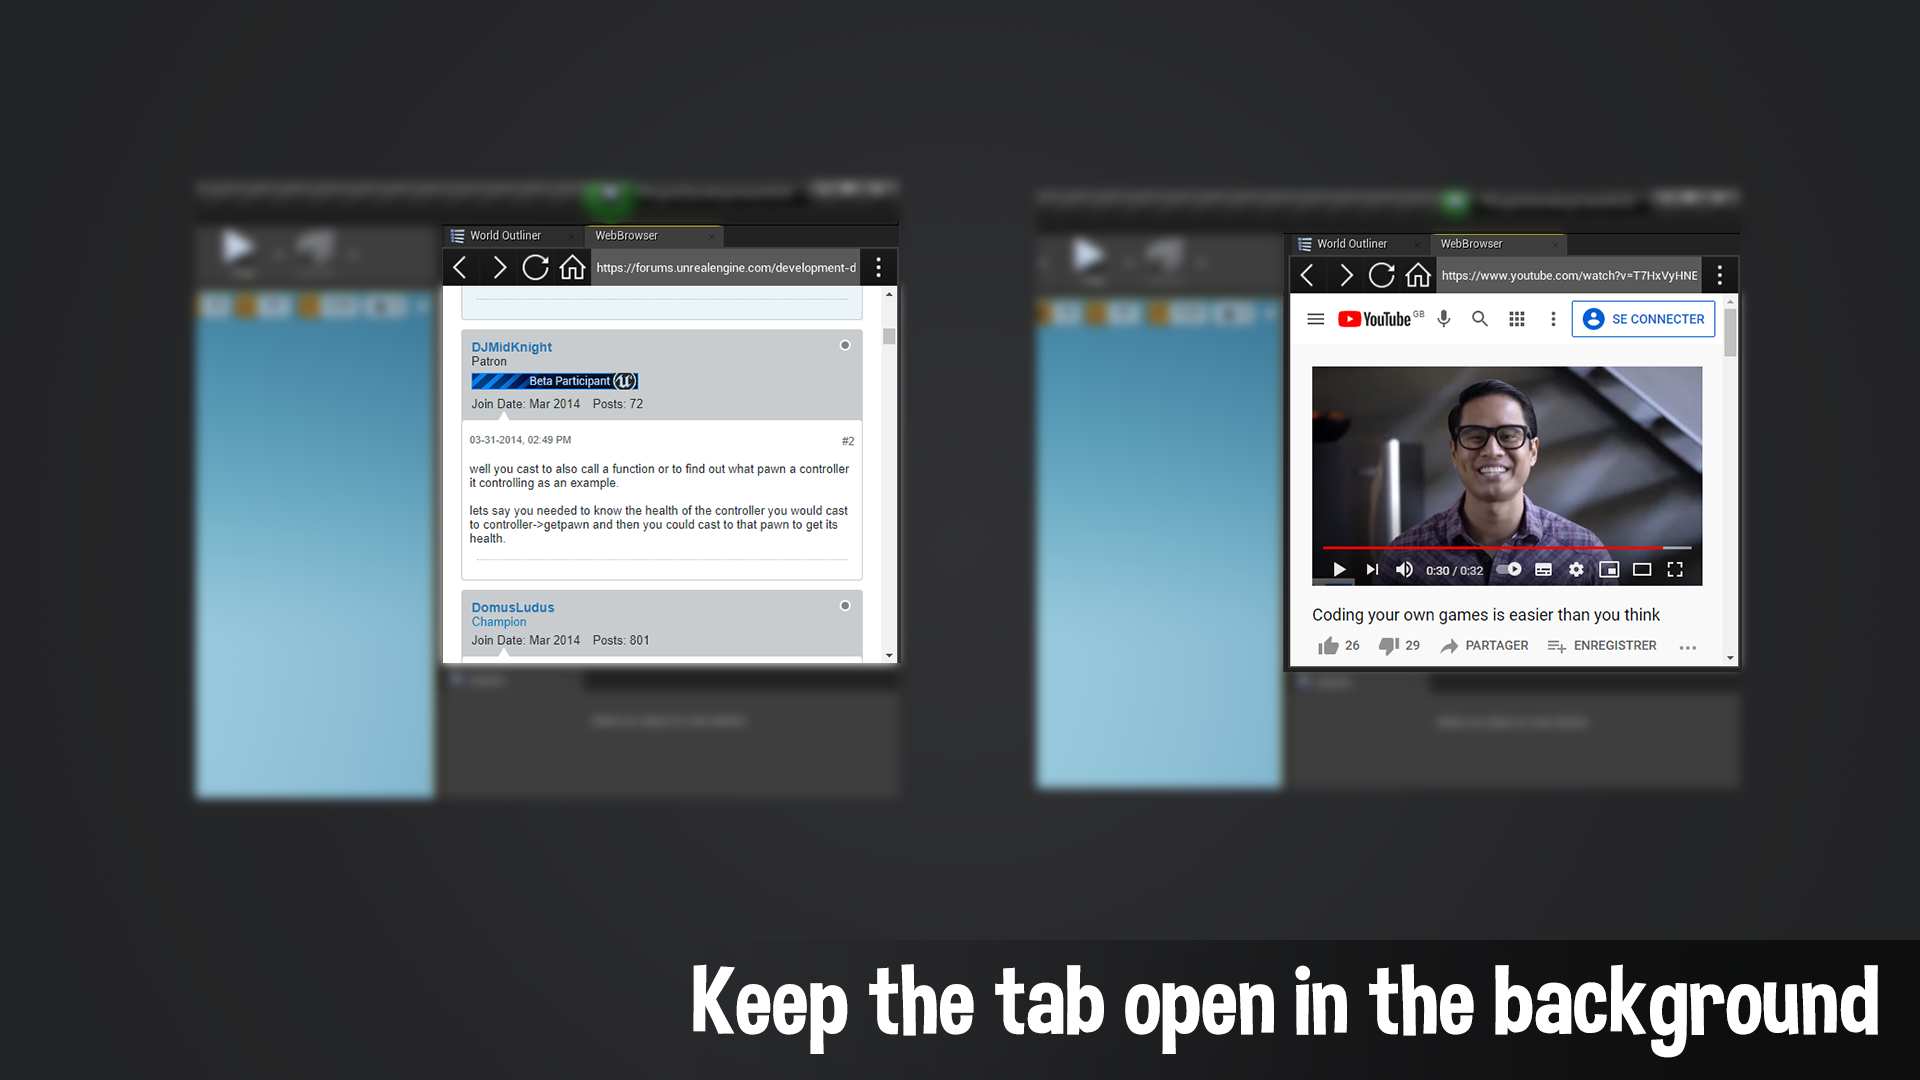 World Outliner
WebBrowser
https://forums.unrealengine.com/development-d
DJMidKnight
Patron
Beta Participant
Join Date: Mar 2014 Posts: 72
03-31-2014, 02:49 PM
#2
well you cast to also call a function or to find out what pawn a controller
it controlling as an example.
lets say you needed to know the health of the controller you would cast
to controller->getpawn and then you could cast to that pawn to get its
health.
DomusLudus
Champion
Join Date: Mar 2014 Posts: 801
World Outliner
WebBrowser
https://www.youtube.com/watch?v=T7HxVyHNE
YouTube GB
SE CONNECTER
0:30 / 0:32
Coding your own games is easier than you think
26 29 PARTAGER ENREGISTRER
Keep the tab open in the background